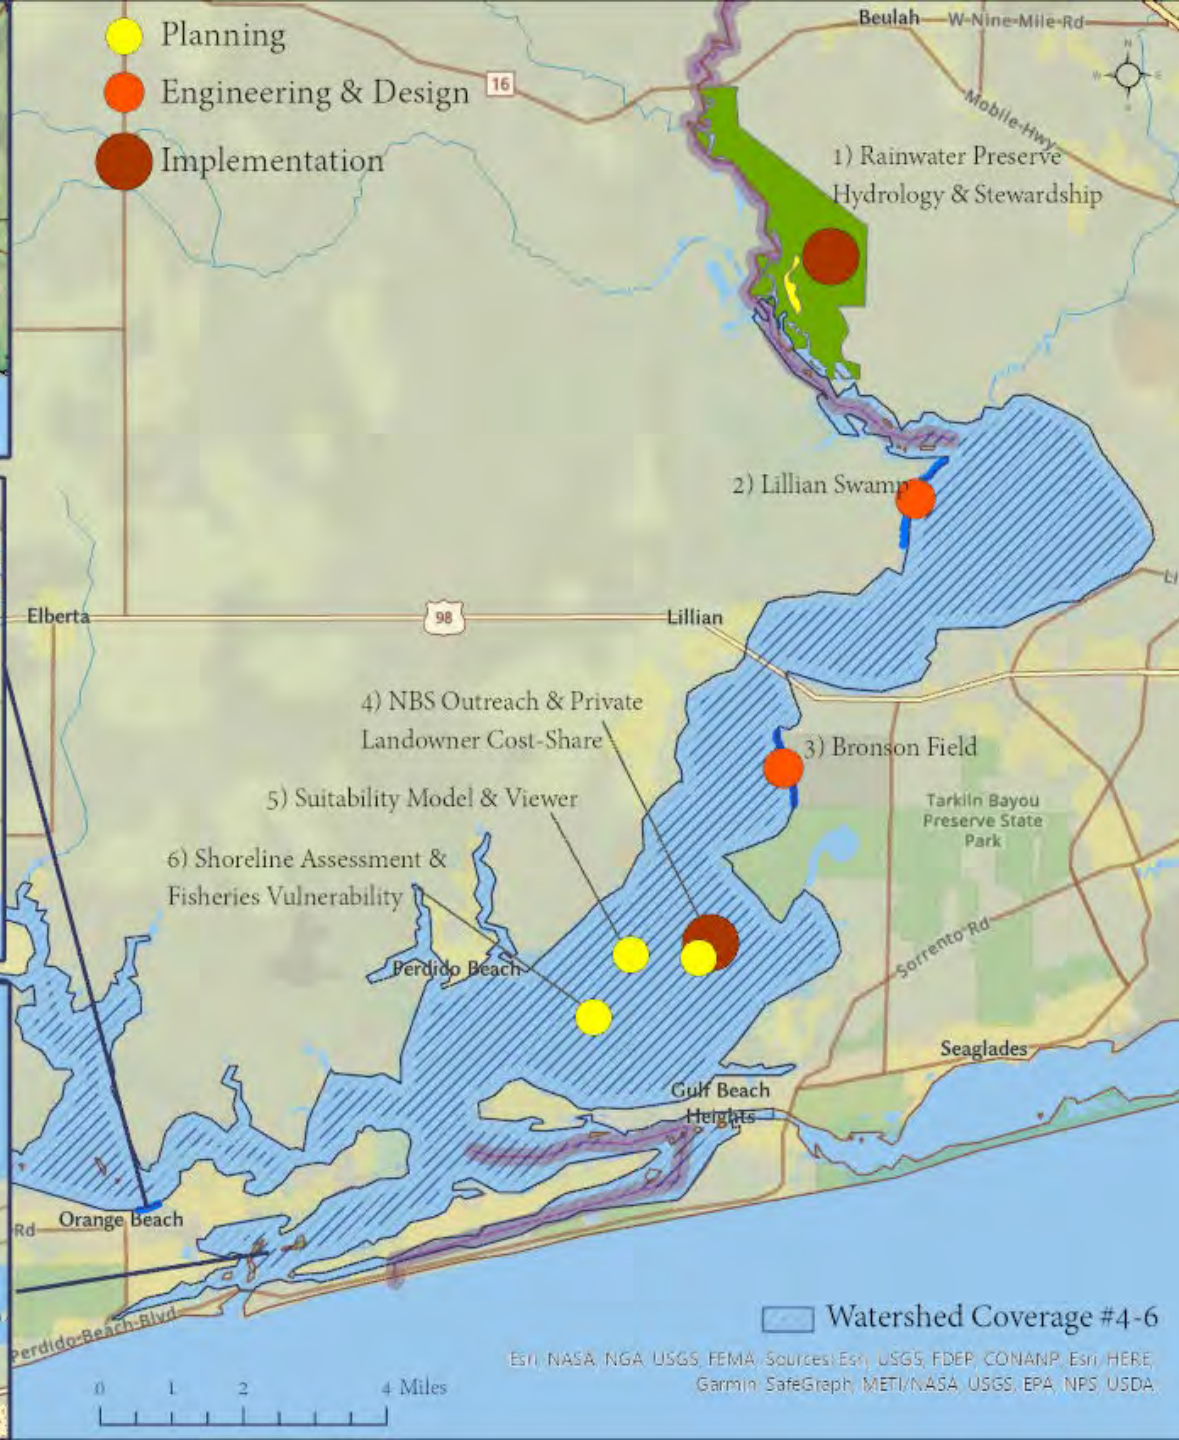 Planning
Engineering & Design
Implementation
16
Beulah
W-Nine-Mile-Rd
N
Mobile-Hwy
1) Rainwater Preserve
Hydrology & Stewardship
2) Lillian Swamp
Elberta
98
Lillian
Li
4) NBS Outreach & Private
Landowner Cost-Share
3) Bronson Field
5) Suitability Model & Viewer
Tarkiln Bayou
Preserve State
Park
6) Shoreline Assessment &
Fisheries Vulnerability
Sorrento-Rd
Perdido Beach
Seaglades
Gulf Beach
Heights
Orange Beach
Rd
Perdido-Beach-Blvd
Watershed Coverage #4-6
Esri, NASA, NGA, USGS, FEMA, Sources: Esri, USGS, FDEP, CONANP, Esri, HERE,
Garmin, SafeGraph, METI/NASA, USGS, EPA, NPS, USDA
0 1 2 4 Miles